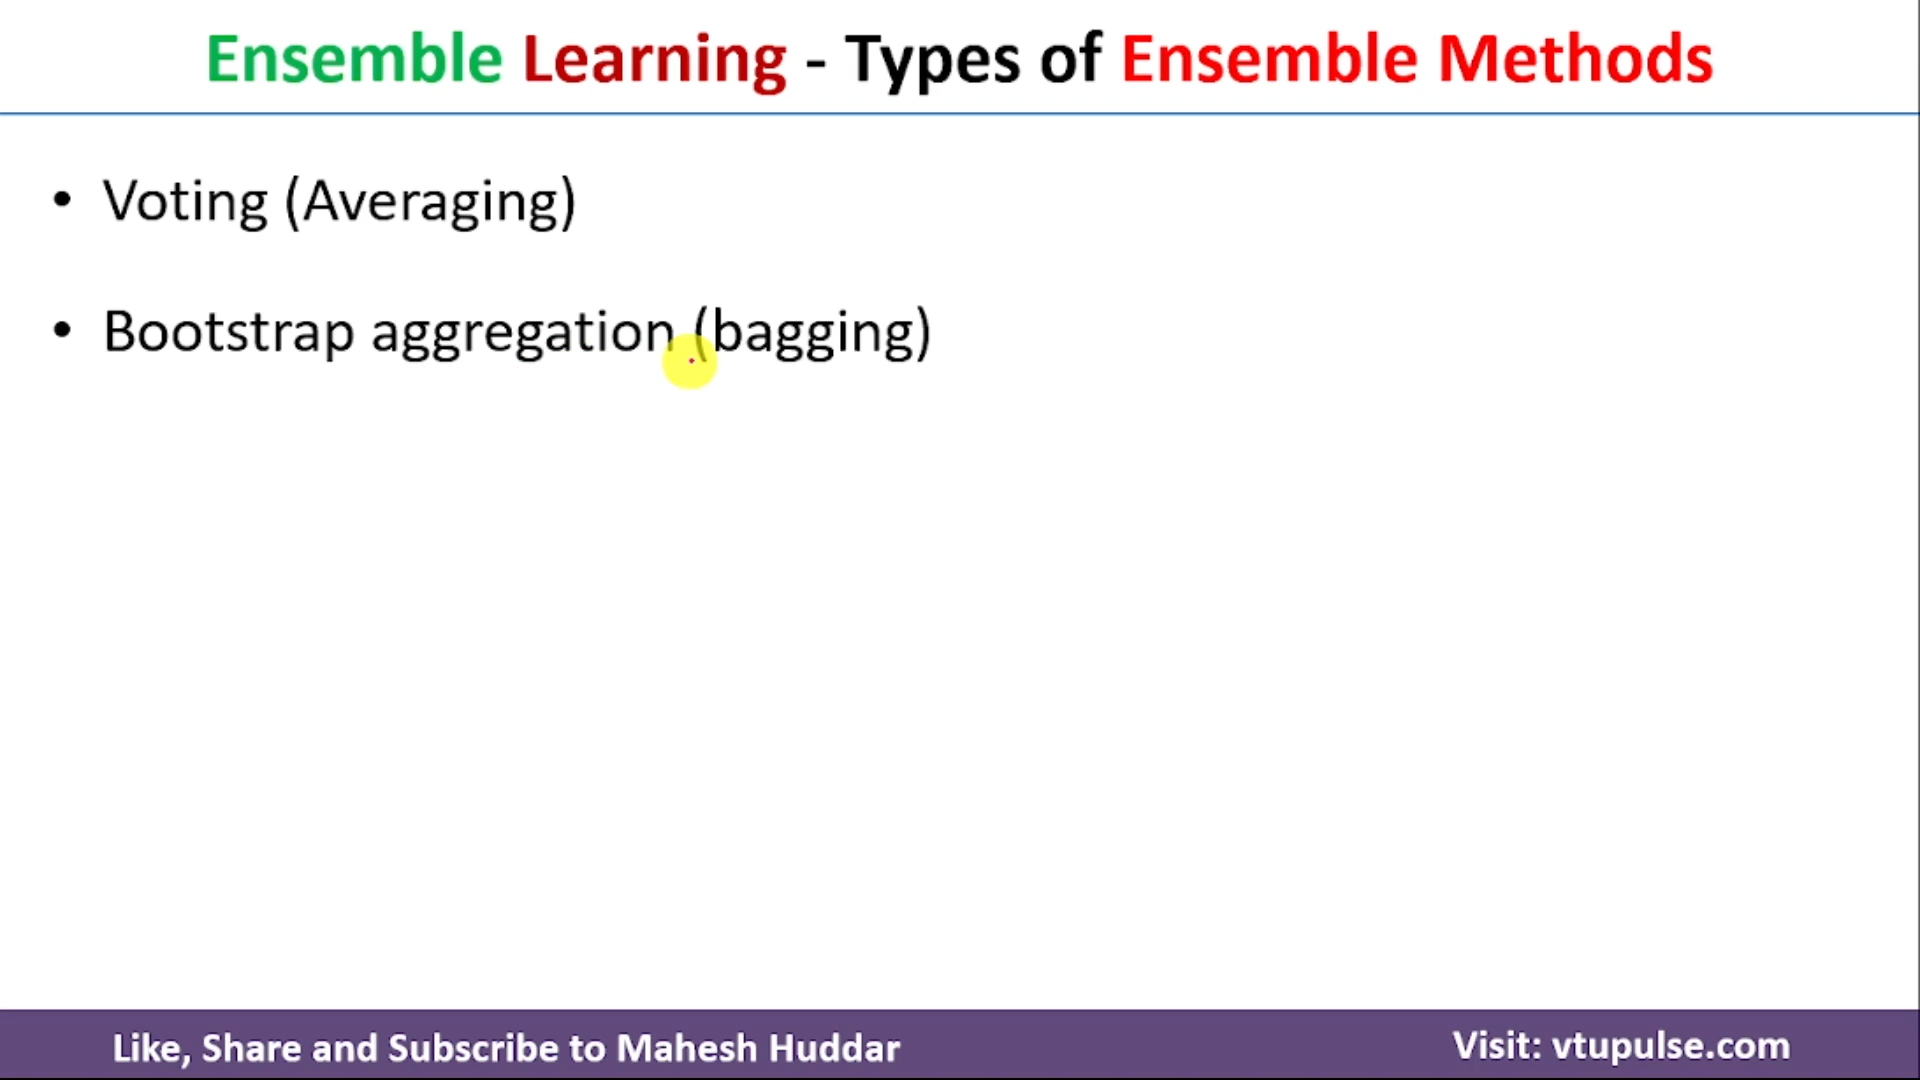 Ensemble Learning - Types of Ensemble Methods
• Voting (Averaging)
• Bootstrap aggregation (bagging)
Like, Share and Subscribe to Mahesh Huddar
Visit: vtupulse.com